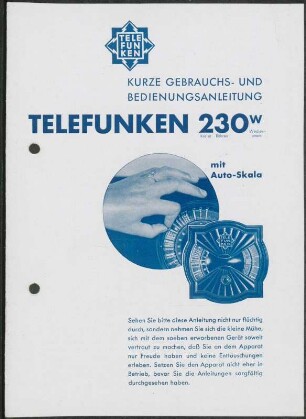 TELE
FUN
KEN
KURZE GEBRAUCHS- UND
BEDIENUNGSANLEITUNG
TELEFUNKEN 230W
mit
Auto-Skala
Sehen Sie bitte diese Anleitung nicht nur flüchtig
durch, sondern nehmen Sie sich die kleine Mühe,
sich mit dem soeben erworbenen Gerät soweit
vertraut zu machen, daß Sie an dem Apparat
nur Freude haben und keine Enttäuschungen
erleben. Setzen Sie den Apparat nicht eher in
Betrieb, bevor Sie die Anleitungen sorgfältig
durchgesehen haben.